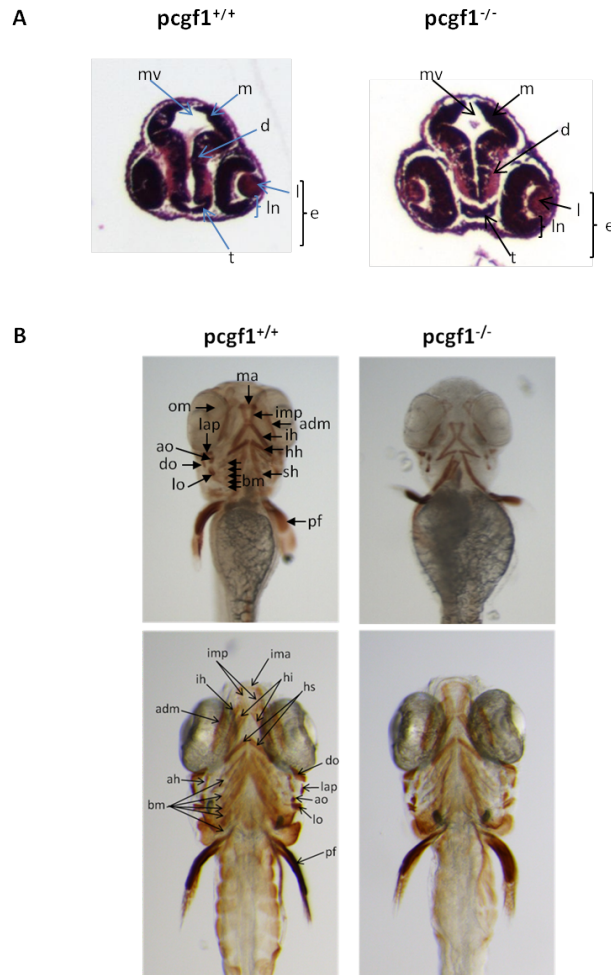 A
pcgf1+/+
pcgf1-/-
mv
m
d
l
ln
e
t
mv
m
d
l
ln
e
t
B
pcgf1+/+
pcgf1-/-
ma
om
imp
adm
lap
ih
ao
hh
do
sh
lo
bm
pf
imp
ima
ih
hi
hs
adm
do
ah
lap
ao
bm
lo
pf